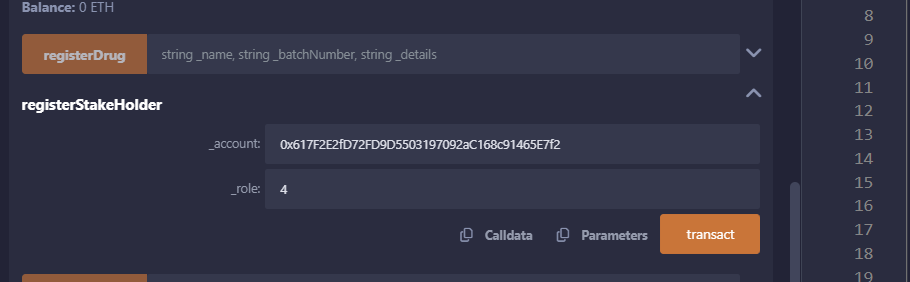 Balance: 0 ETH
registerDrug string _name, string _batchNumber, string _details
registerStakeHolder
_account: 0x617F2E2fD72FD9D5503197092aC168c91465E7f2
_role: 4
Calldata Parameters transact
8
9
10
11
12
13
14
15
16
17
18
19